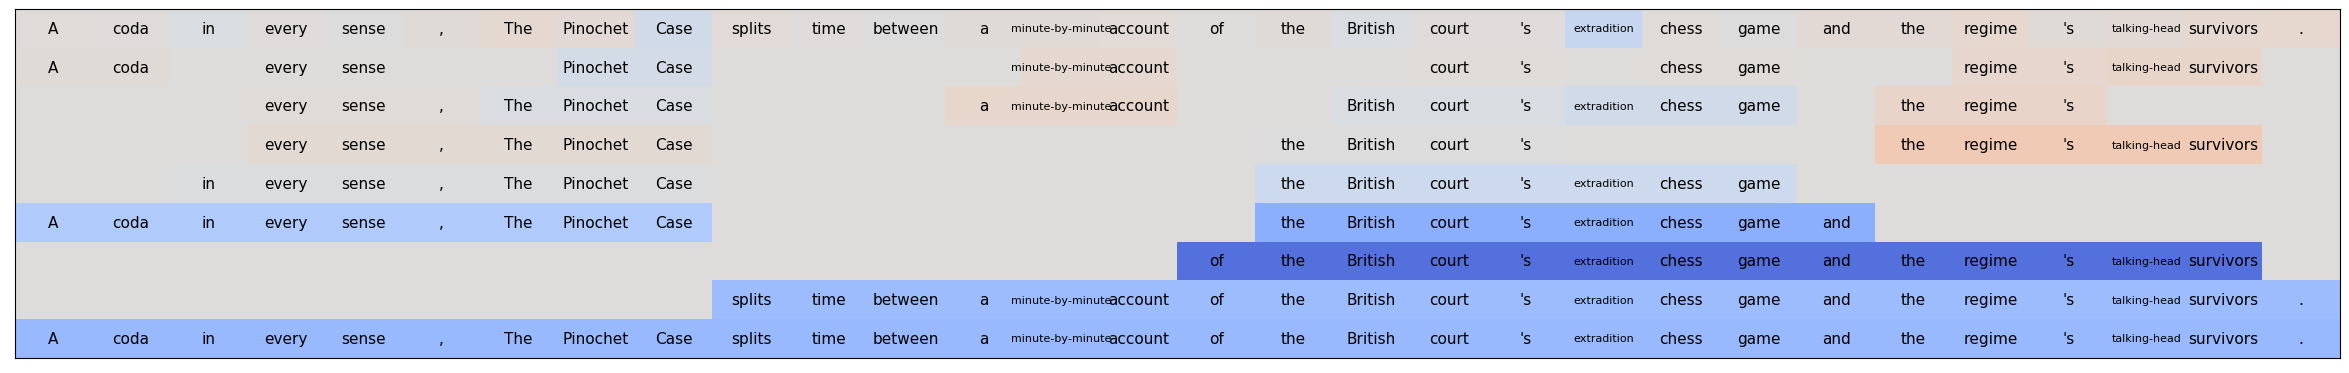 A coda in every sense , The Pinochet Case splits time between a minute-by-minute account of the British court 's extradition chess game and the regime 's talking-head survivors .
A coda every sense Pinochet Case minute-by-minute account court 's chess game regime 's talking-head survivors
every sense , The Pinochet Case a minute-by-minute account British court 's extradition chess game the regime 's
every sense , The Pinochet Case the British court 's the regime 's talking-head survivors
in every sense , The Pinochet Case the British court 's extradition chess game
A coda in every sense , The Pinochet Case the British court 's extradition chess game and
of the British court 's extradition chess game and the regime 's talking-head survivors
splits time between a minute-by-minute account of the British court 's extradition chess game and the regime 's talking-head survivors .
A coda in every sense , The Pinochet Case splits time between a minute-by-minute account of the British court 's extradition chess game and the regime 's talking-head survivors .